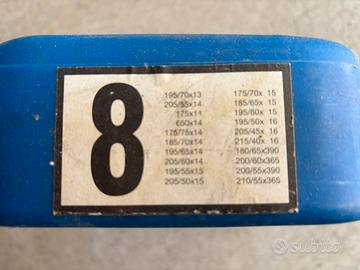 8
195/70x13
205/55x14
175x14
650x14
175/75x14
185/70x14
195/65x14
205/60x14
195/55x15
205/50x15
175/70x 15
185/65x 15
195/60x 15
195/50x 16
205/45x 16
215/40x 16
180/65x390
200/60x365
200/55x390
210/55x365
subito